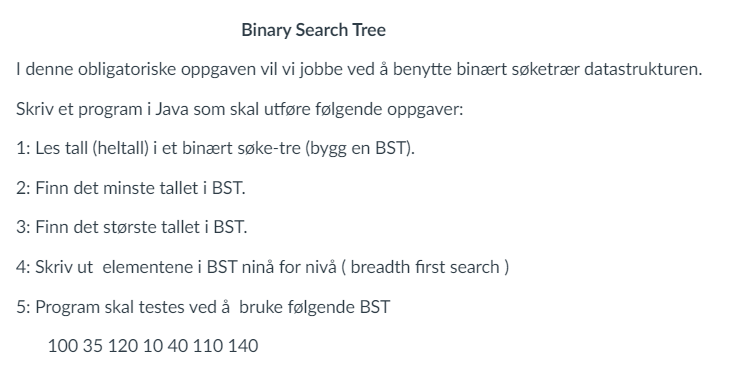 Binary Search Tree
I denne obligatoriske oppgaven vil vi jobbe ved å benytte binært søketrær datastrukturen.
Skriv et program i Java som skal utføre følgende oppgaver:
1: Les tall (heltall) i et binært søke-tre (bygg en BST).
2: Finn det minste tallet i BST.
3: Finn det største tallet i BST.
4: Skriv ut  elementene i BST ninå for nivå ( breadth first search )
5: Program skal testes ved å  bruke følgende BST
100 35 120 10 40 110 140